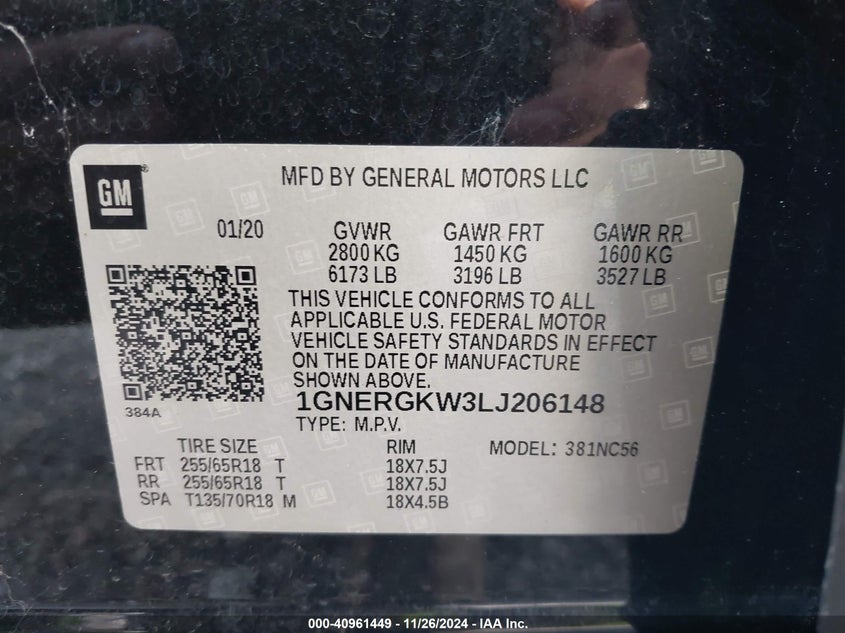 GM
MFD BY GENERAL MOTORS LLC
01/20 GVWR GAWR FRT GAWR RR
2800 KG 1450 KG 1600 KG
6173 LB 3196 LB 3527 LB
THIS VEHICLE CONFORMS TO ALL
APPLICABLE U.S. FEDERAL MOTOR
VEHICLE SAFETY STANDARDS IN EFFECT
ON THE DATE OF MANUFACTURE
SHOWN ABOVE.
384A
1GNERGKW3LJ206148
TYPE: M.P.V.
TIRE SIZE RIM MODEL: 381NC56
FRT 255/65R18 T 18X7.5J
RR 255/65R18 T 18X7.5J
SPA T135/70R18 M 18X4.5B
000-40961449 - 11/26/2024 - IAA Inc.